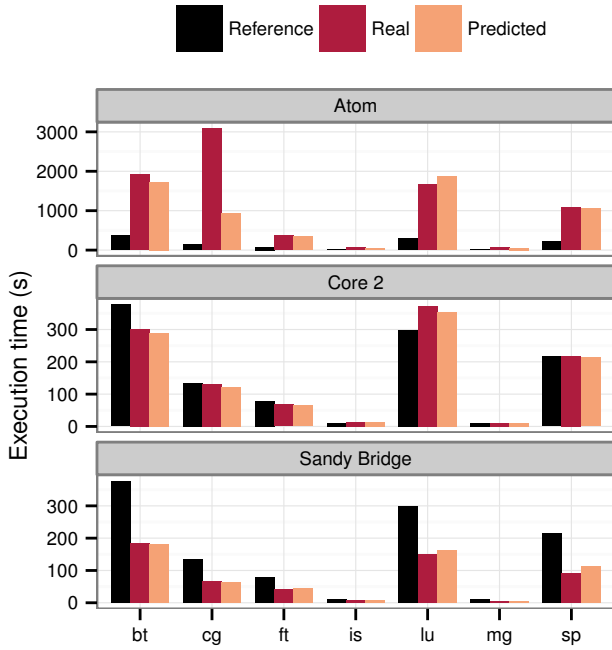 Reference Real Predicted
Atom
3000
2000
1000
0
Core 2
300
200
100
0
Sandy Bridge
300
200
100
0
bt cg ft is lu mg sp
Execution time (s)